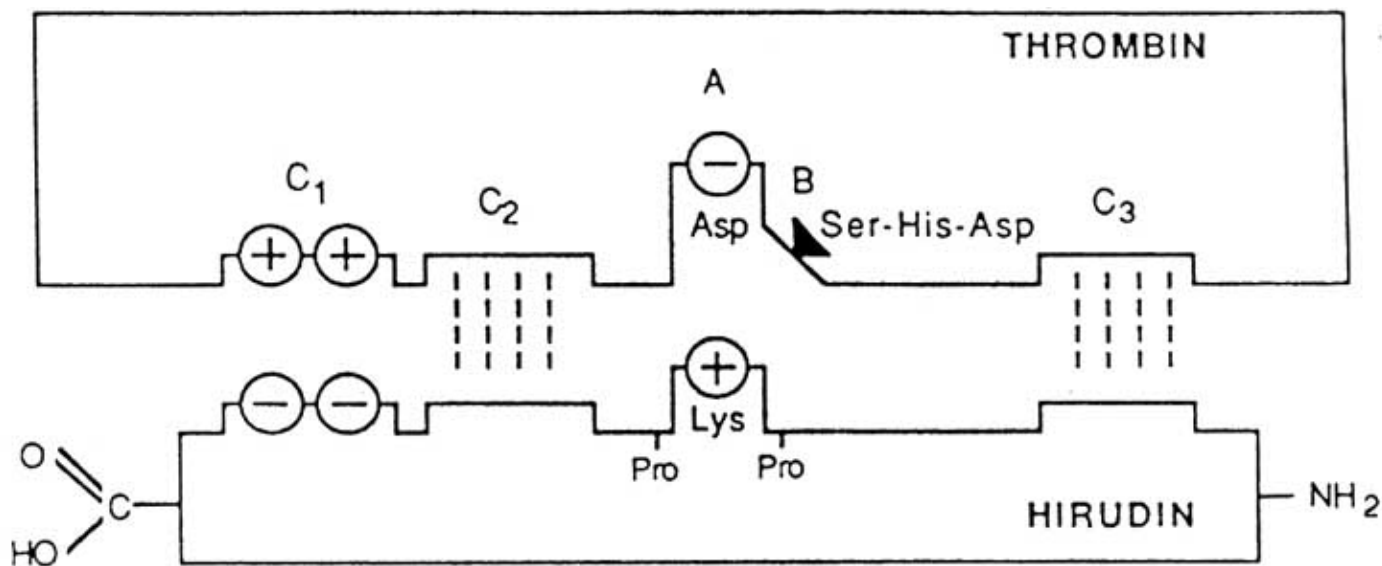 THROMBIN
A
C1
C2
B
C3
Asp
Ser-His-Asp
+ +
−
− −
+
Lys
Pro
Pro
O
C
HO
HIRUDIN
NH2